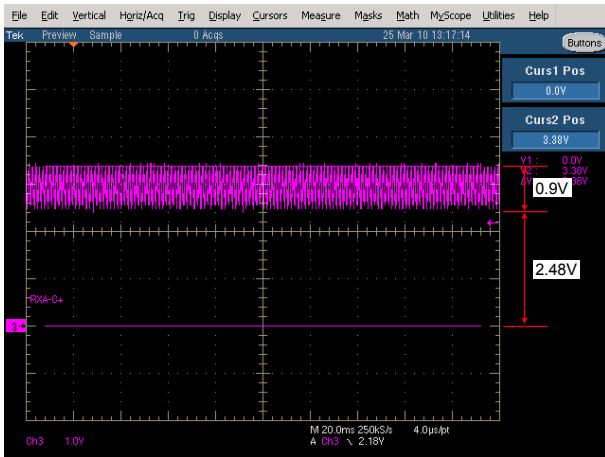 File Edit Vertical Horiz/Acq Trig Display Cursors Measure Masks Math MyScope Utilities Help
Tek Preview Sample 0 Acqs 25 Mar 10 13:17:14
Buttons
Curs1 Pos
0.0V
Curs2 Pos
3.38V
V1: 0.0V
V2: 3.38V
0.9V
2.48V
RXA-C+
3
M 20.0ms 250kS/s 4.0µs/pt
Ch3 1.0V
A Ch3 \ 2.18V